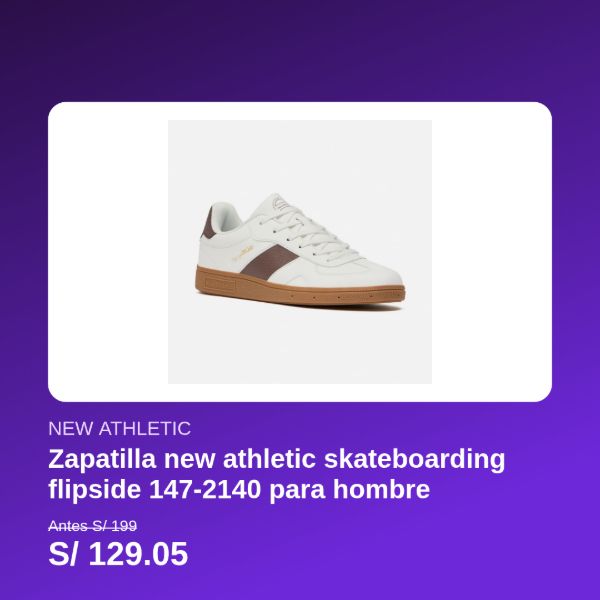 NEW ATHLETIC
Zapatilla new athletic skateboarding
flipside 147-2140 para hombre
Antes S/ 199
S/ 129.05